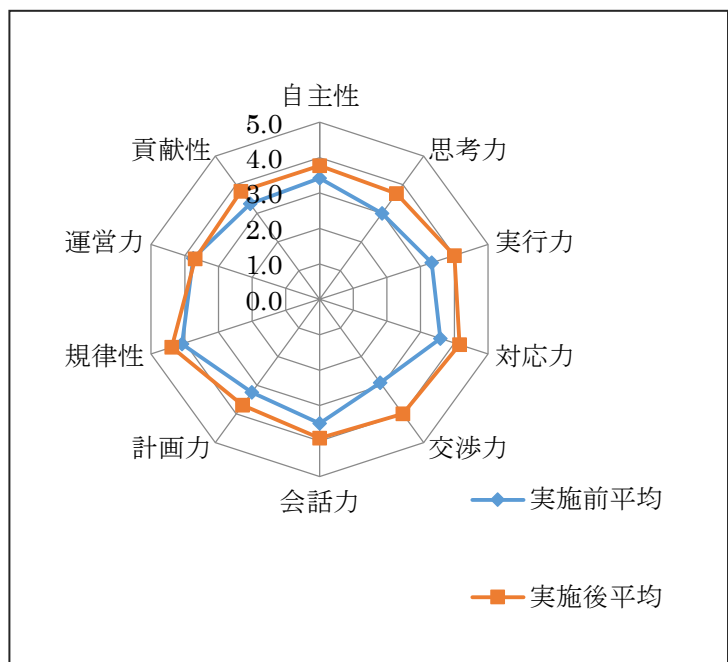 自主性
5.0
思考力
貢献性
4.0
3.0
運営力
実行力
2.0
1.0
0.0
規律性
対応力
計画力
交渉力
会話力
実施前平均
実施後平均